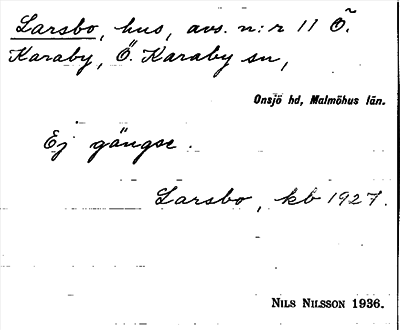 Larsbo, hus, avs. n:r 11 Ö.
Karaby, Ö. Karaby sn,
Onsjö hd, Malmöhus län.
Ej gängse.
Larsbo, kb 1927.
NILS NILSSON 1936.